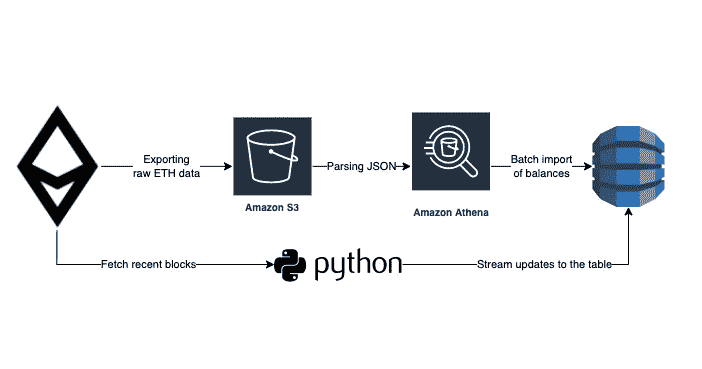 Exporting
raw ETH data
Parsing JSON
Batch import
of balances
Amazon S3
Amazon Athena
Fetch recent blocks
python
Stream updates to the table